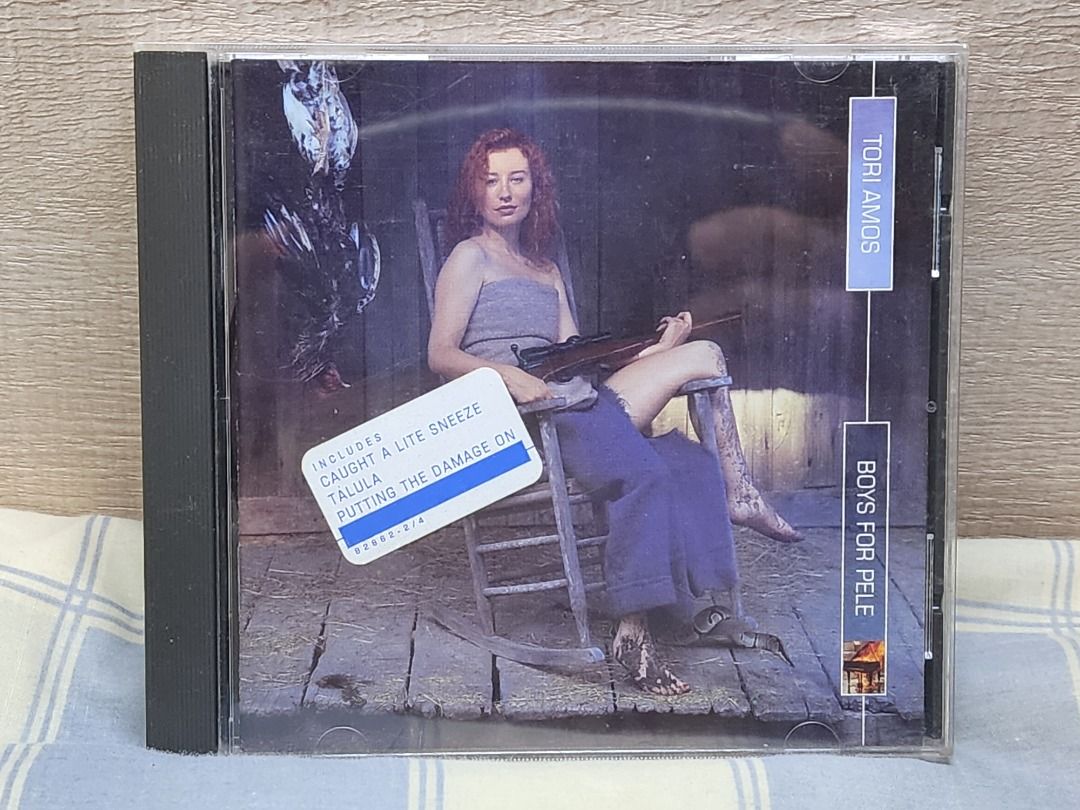 TORI AMOS
BOYS FOR PELE
INCLUDES
CAUGHT A LITE SNEEZE
TALULA
PUTTING THE DAMAGE ON
82862-2/4